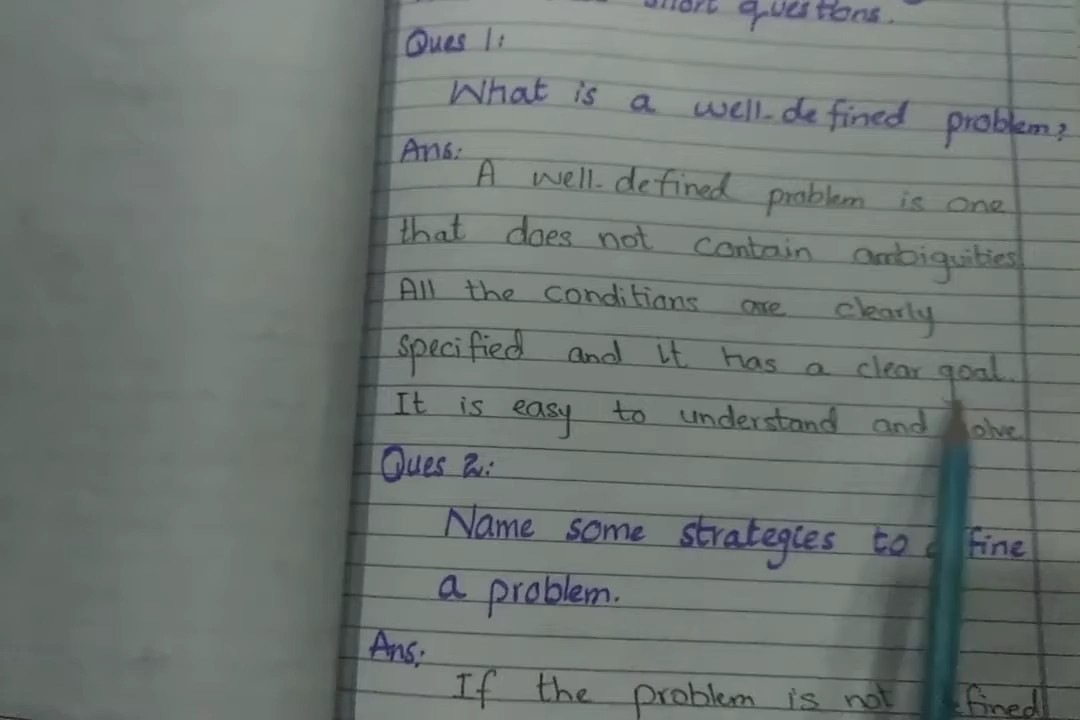 short questions.
Ques 1:
What is a well-defined problem?
Ans:
A well-defined problem is one
that does not contain ambiguities
All the conditions are clearly
specified and it has a clear goal.
It is easy to understand and
Ques 2:
Name some strategies to
a problem.
Ans:
If the problem is not